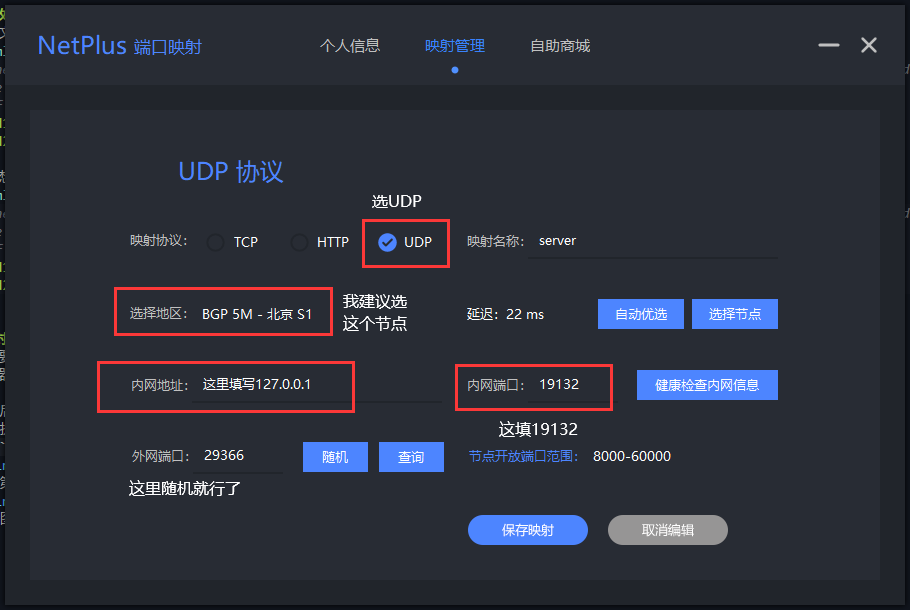 NetPlus 端口映射
个人信息
映射管理
自助商城
UDP 协议
选UDP
映射协议:
TCP
HTTP
UDP
映射名称:
server
选择地区:
BGP 5M - 北京 S1
我建议选
这个节点
延迟: 22 ms
自动优选
选择节点
内网地址:
这里填写127.0.0.1
内网端口:
19132
健康检查内网信息
这填19132
外网端口:
29366
随机
查询
节点开放端口范围:
8000-60000
这里随机就行了
保存映射
取消编辑